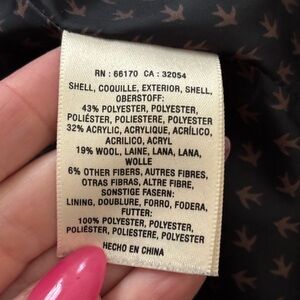 RN : 66170 CA : 32054
SHELL, COQUILLE, EXTERIOR, SHELL,
OBERSTOFF:
43% POLYESTER, POLYESTER,
POLIÉSTER, POLIESTERE, POLYESTER
32% ACRYLIC, ACRYLIQUE, ACRÍLICO,
ACRILICO, ACRYL
19% WOOL, LAINE, LANA, LANA,
WOLLE
6% OTHER FIBERS, AUTRES FIBRES,
OTRAS FIBRAS, ALTRE FIBRE,
SONSTIGE FASERN:
LINING, DOUBLURE, FORRO, FODERA,
FUTTER:
100% POLYESTER, POLYESTER,
POLIÉSTER, POLIESTERE, POLYESTER
HECHO EN CHINA